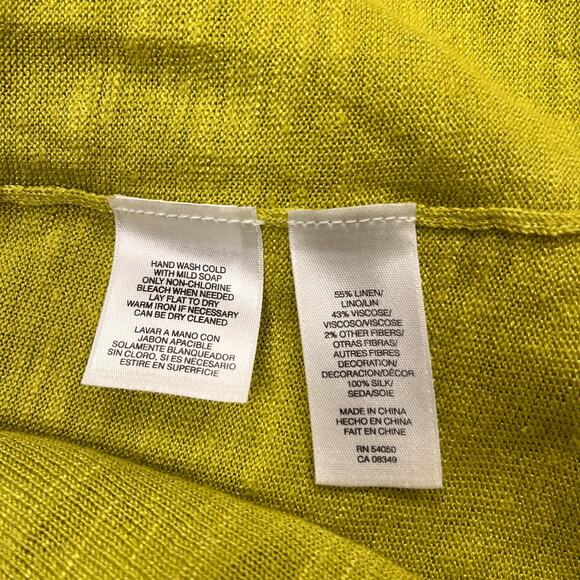 HAND WASH COLD
WITH MILD SOAP
ONLY NON-CHLORINE
BLEACH WHEN NEEDED
LAY FLAT TO DRY
WARM IRON IF NECESSARY
CAN BE DRY CLEANED
LAVAR A MANO CON
JABON APACIBLE
SOLAMENTE BLANQUEADOR
SIN CLORO, SI ES NECESARIO
ESTIRE EN SUPERFICIE
55% LINEN/
LINO/LIN
43% VISCOSE/
VISCOSO/VISCOSE
2% OTHER FIBERS/
OTRAS FIBRAS/
AUTRES FIBRES
DECORATION/
DECORACION/DÉCOR
100% SILK/
SEDA/SOIE
MADE IN CHINA
HECHO EN CHINA
FAIT EN CHINE
RN 54050
CA 08349